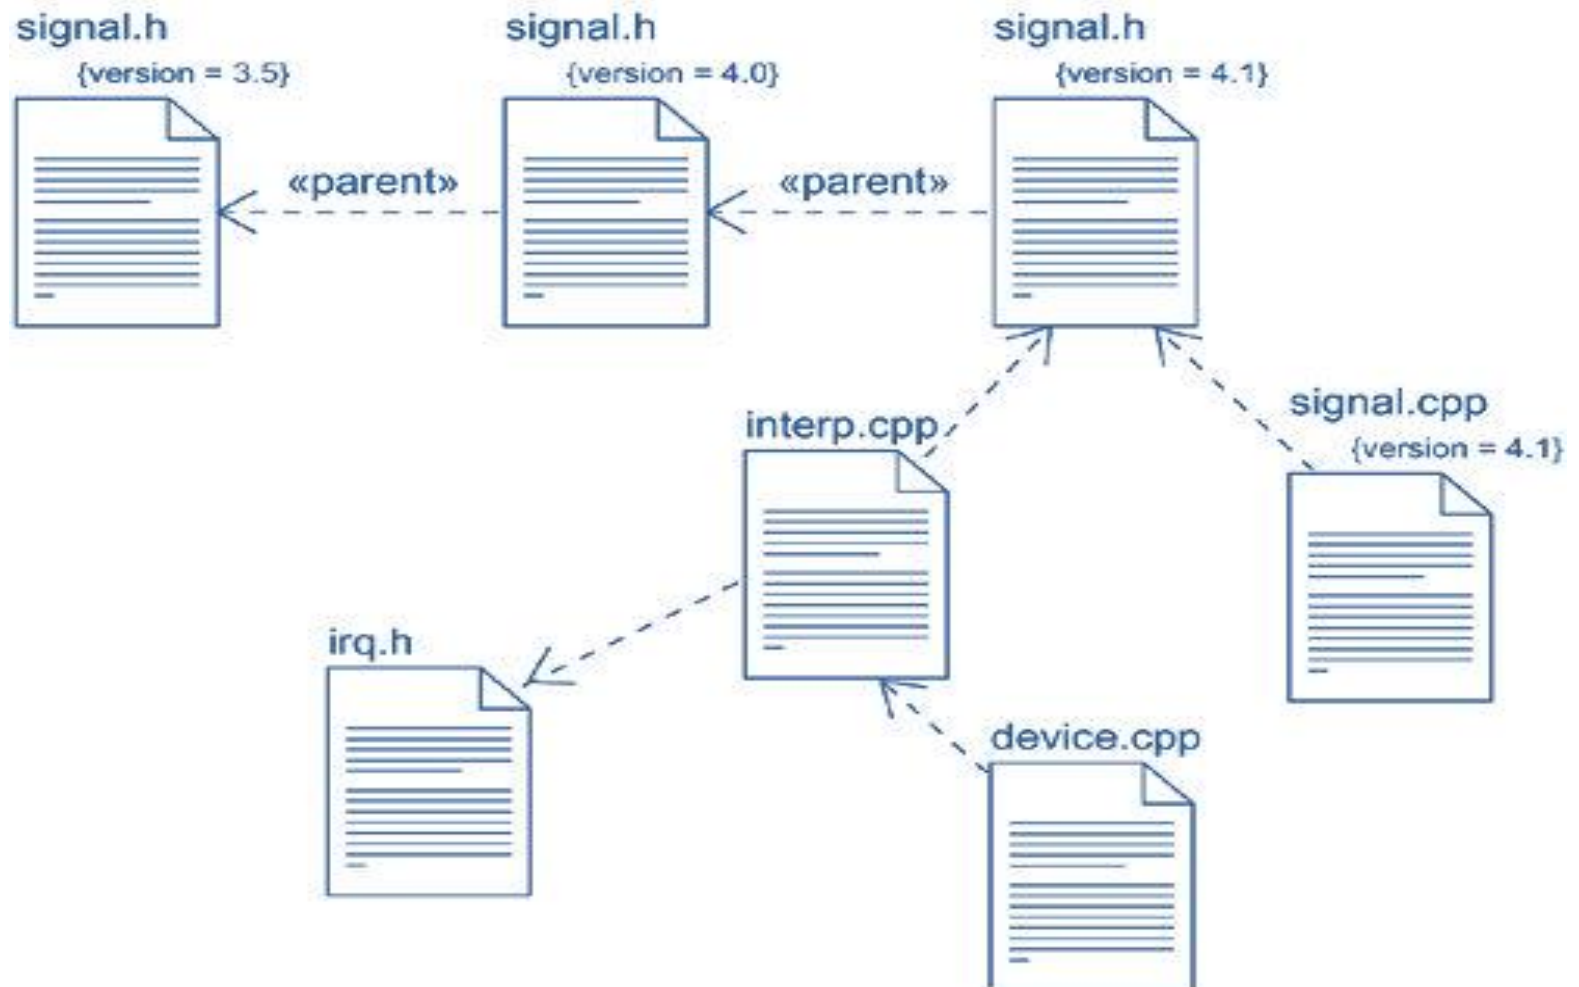 signal.h
{version = 3.5}
signal.h
{version = 4.0}
signal.h
{version = 4.1}
«parent»
«parent»
signal.cpp
{version = 4.1}
interp.cpp
irq.h
device.cpp